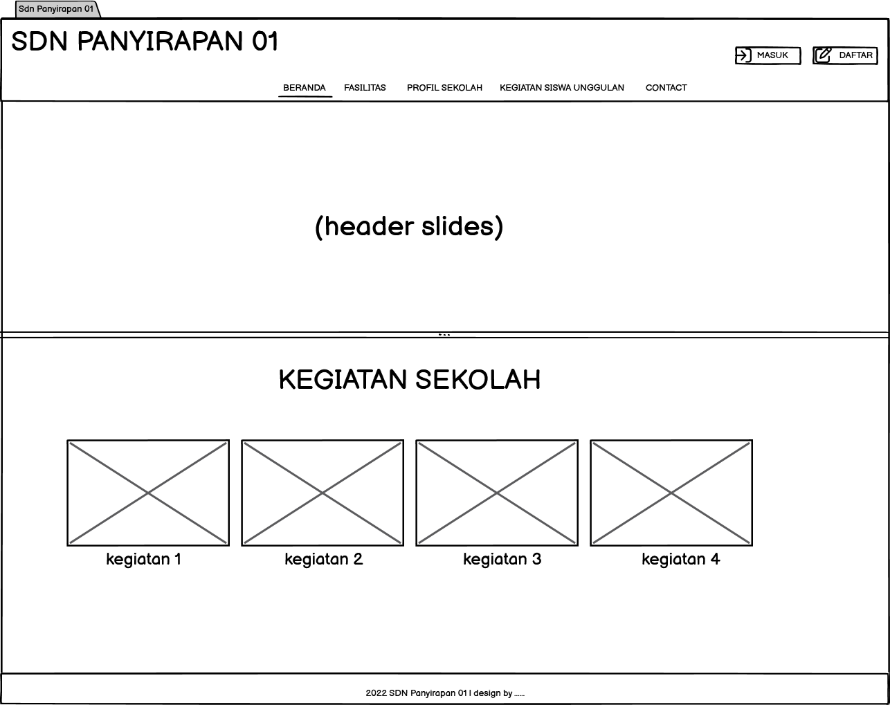 Sdn Panyirapan 01
SDN PANYIRAPAN 01
MASUK
DAFTAR
BERANDA FASILITAS PROFIL SEKOLAH KEGIATAN SISWA UNGGULAN CONTACT
(header slides)
KEGIATAN SEKOLAH
kegiatan 1 kegiatan 2 kegiatan 3 kegiatan 4
2022 SDN Panyirapan 01 | design by ......